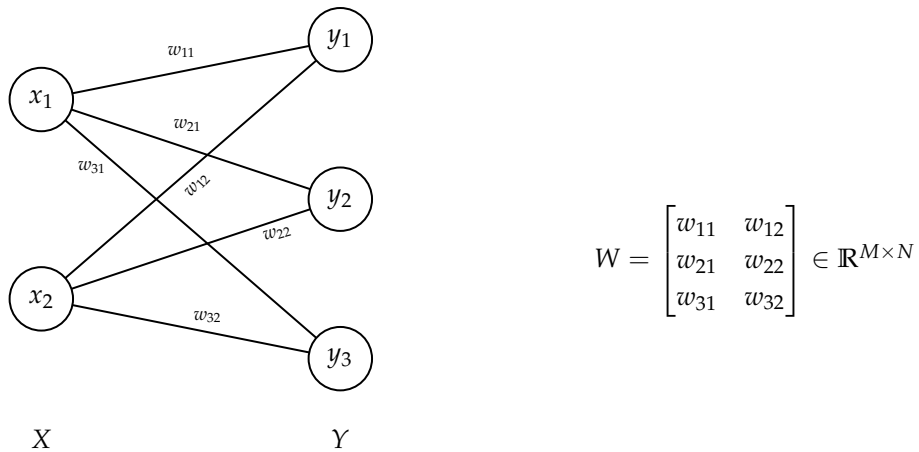 x₁
x₂
y₁
y₂
y₃
w₁₁
w₂₁
w₃₁
w₁₂
w₂₂
w₃₂
X
Y
W = [w₁₁ w₁₂
w₂₁ w₂₂
w₃₁ w₃₂] ∈ ℝ^{M×N}